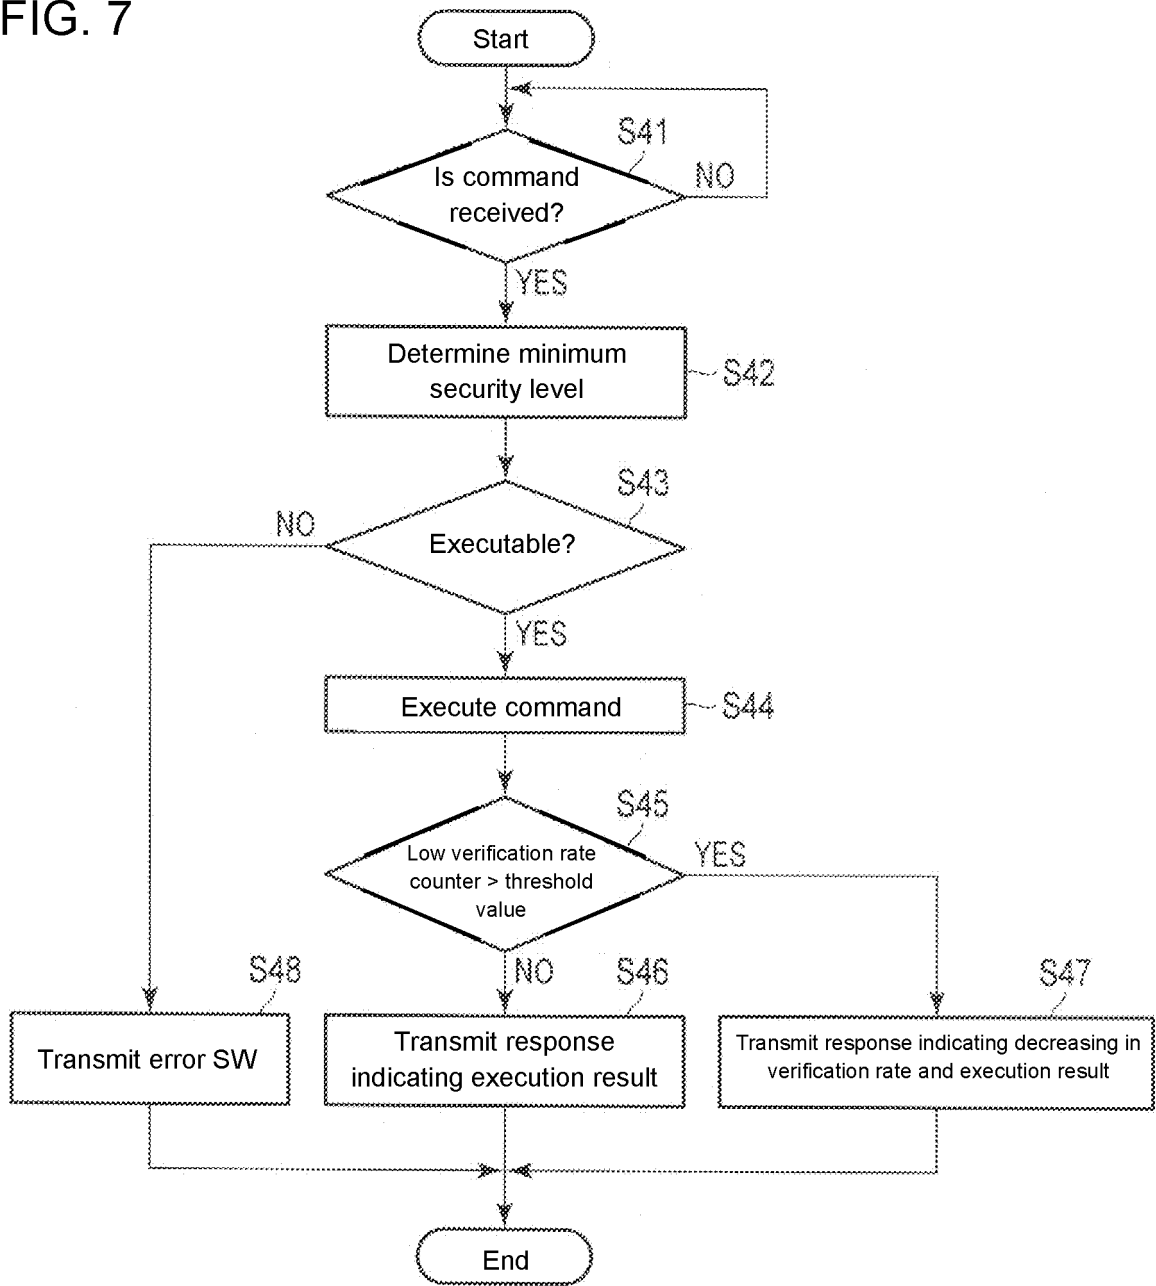 FIG. 7
Start
S41
Is command
received?
NO
YES
Determine minimum
security level
S42
S43
NO
Executable?
YES
Execute command
S44
S45
Low verification rate
counter > threshold
value
YES
NO
S48
S46
S47
Transmit error SW
Transmit response
indicating execution result
Transmit response indicating decreasing in
verification rate and execution result
End